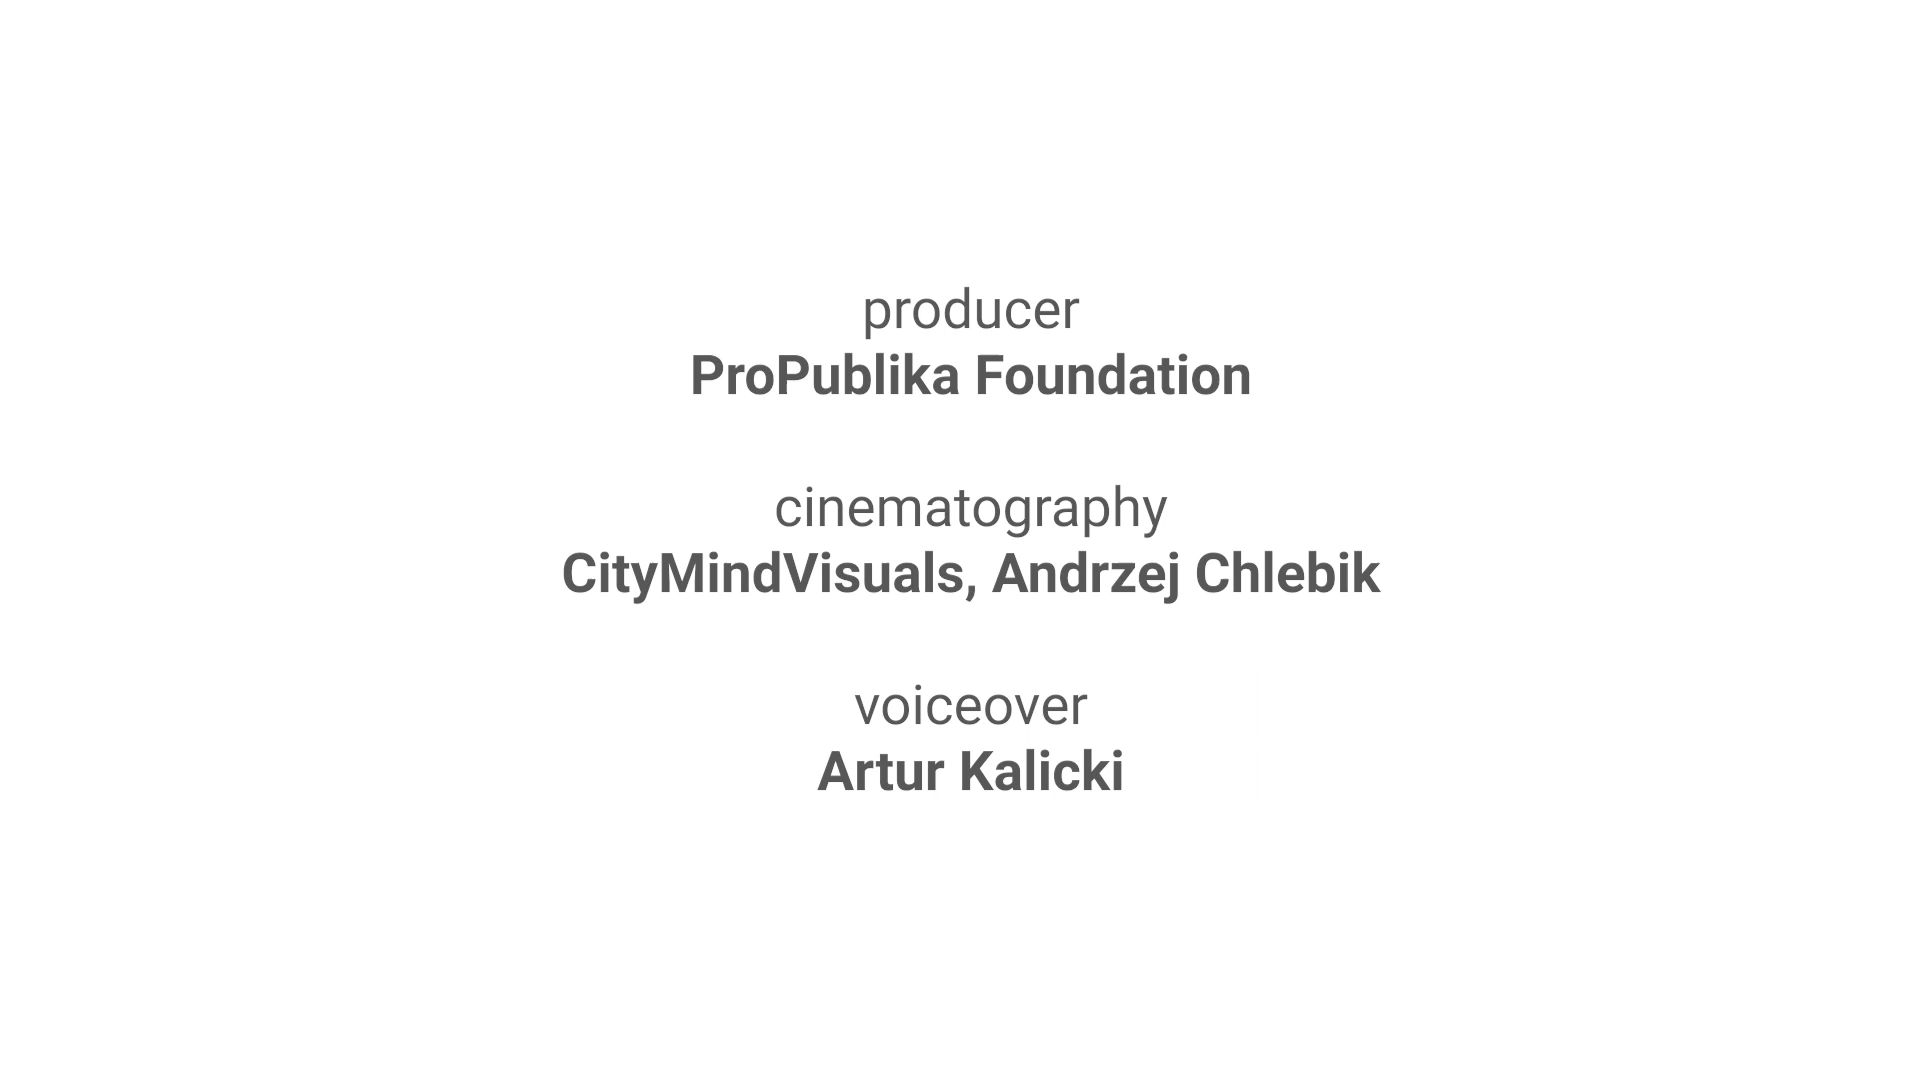 producer
ProPublika Foundation
cinematography
CityMindVisuals, Andrzej Chlebik
voiceover
Artur Kalicki